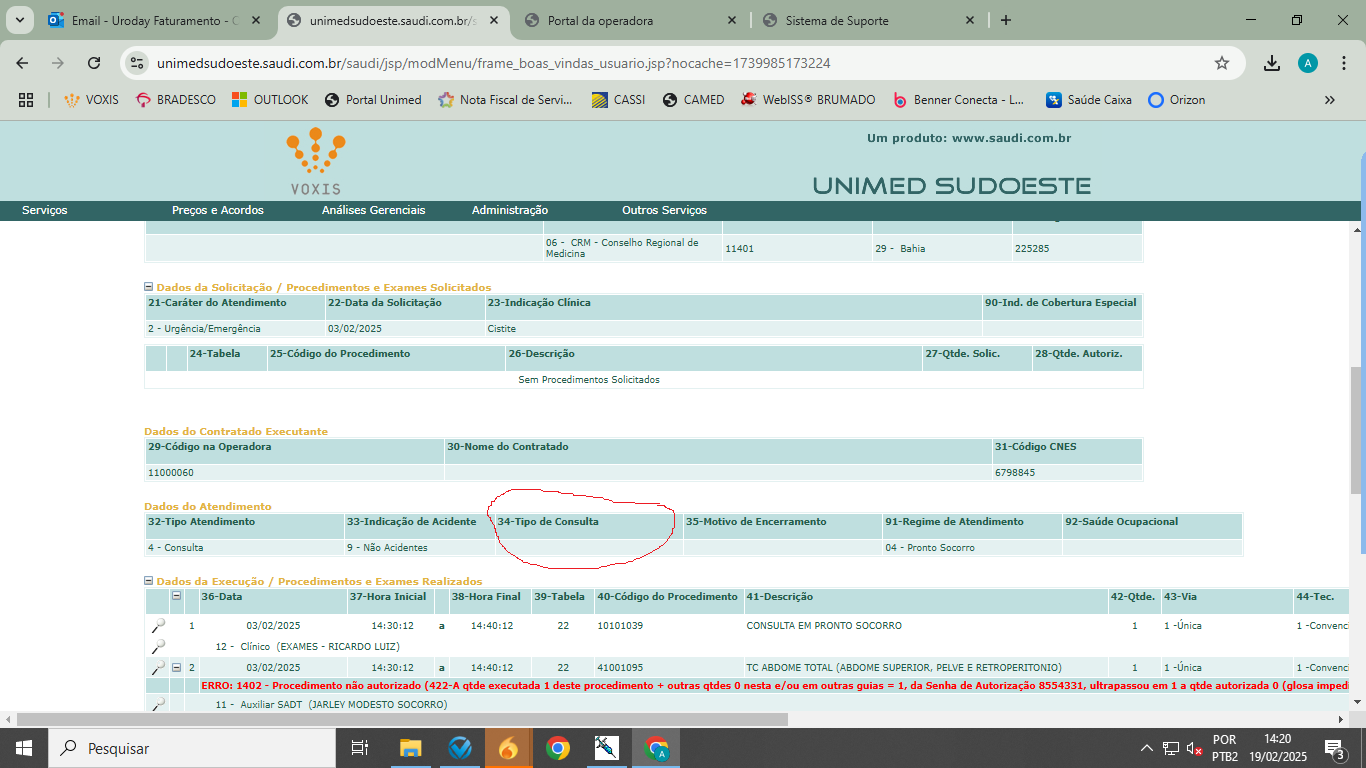 Email - Uroday Faturamento - C
unimedsudoeste.saudi.com.br/s
Portal da operadora
Sistema de Suporte
unimedsudoeste.saudi.com.br/saudi/jsp/modMenu/frame_boas_vindas_usuario.jsp?nocache=1739985173224
A
VOXIS
BRADESCO
OUTLOOK
Portal Unimed
Nota Fiscal de Servi...
CASSI
CAMED
WebISS® BRUMADO
Benner Conecta - L...
Saúde Caixa
Orizon
VOXIS
Um produto: www.saudi.com.br
UNIMED SUDOESTE
Serviços Preços e Acordos Análises Gerenciais Administração Outros Serviços
06 - CRM - Conselho Regional de Medicina 11401 29 - Bahia 225285
Dados da Solicitação / Procedimentos e Exames Solicitados
21-Caráter do Atendimento 22-Data da Solicitação 23-Indicação Clínica 90-Ind. de Cobertura Especial
2 - Urgência/Emergência 03/02/2025 Cistite
24-Tabela 25-Código do Procedimento 26-Descrição 27-Qtde. Solic. 28-Qtde. Autoriz.
Sem Procedimentos Solicitados
Dados do Contratado Executante
29-Código na Operadora 30-Nome do Contratado 31-Código CNES
11000060 6798845
Dados do Atendimento
32-Tipo Atendimento 33-Indicação de Acidente 34-Tipo de Consulta 35-Motivo de Encerramento 91-Regime de Atendimento 92-Saúde Ocupacional
4 - Consulta 9 - Não Acidentes 04 - Pronto Socorro
Dados da Execução / Procedimentos e Exames Realizados
36-Data 37-Hora Inicial 38-Hora Final 39-Tabela 40-Código do Procedimento 41-Descrição 42-Qtde. 43-Via 44-Tec.
1 03/02/2025 14:30:12 a 14:40:12 22 10101039 CONSULTA EM PRONTO SOCORRO 1 1 -Única 1 -Convenci
12 - Clínico (EXAMES - RICARDO LUIZ)
2 03/02/2025 14:30:12 a 14:40:12 22 41001095 TC ABDOME TOTAL (ABDOME SUPERIOR, PELVE E RETROPERITONIO) 1 1 -Única 1 -Convenci
ERRO: 1402 - Procedimento não autorizado (422-A qtde executada 1 deste procedimento + outras qtdes 0 nesta e/ou em outras guias = 1, da Senha de Autorização 8554331, ultrapassou em 1 a qtde autorizada 0 (glosa imped
11 - Auxiliar SADT (JARLEY MODESTO SOCORRO)
Pesquisar
A
POR
PTB2
14:20
19/02/2025
3